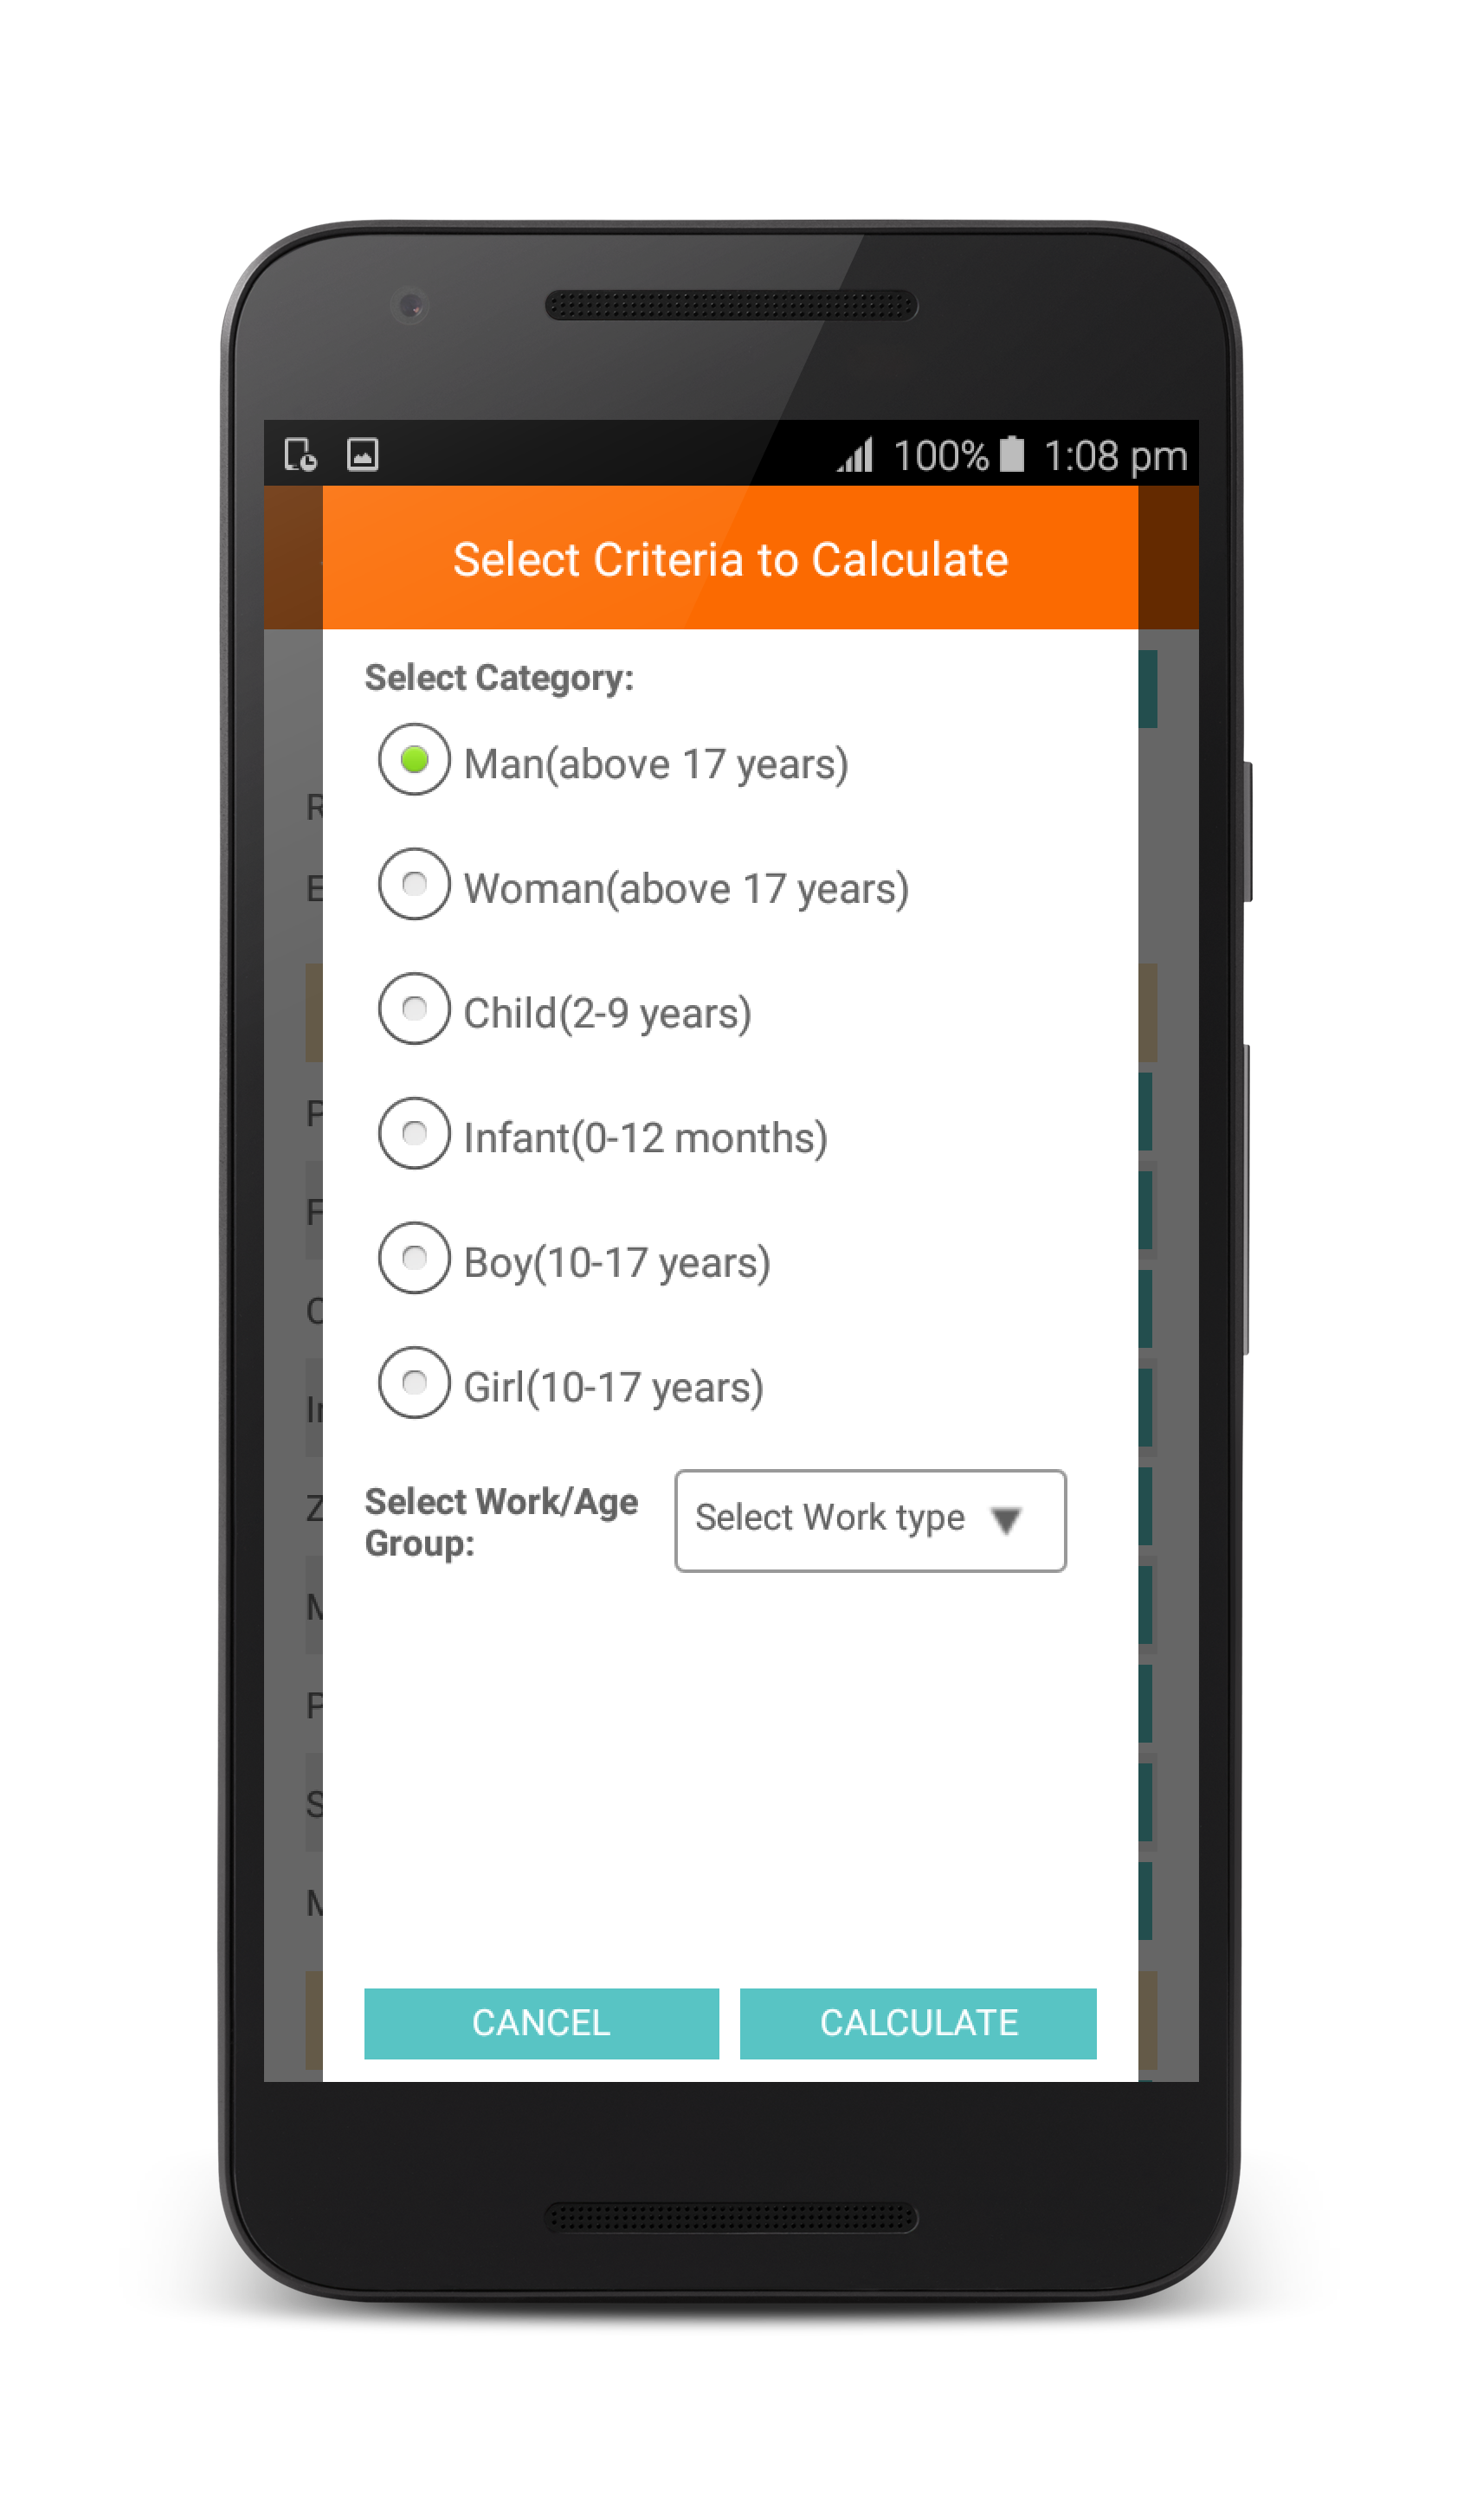 100% 1:08 pm
Select Criteria to Calculate
Select Category:
Man(above 17 years)
Woman(above 17 years)
Child(2-9 years)
Infant(0-12 months)
Boy(10-17 years)
Girl(10-17 years)
Select Work/Age
Group:
Select Work type
CANCEL
CALCULATE